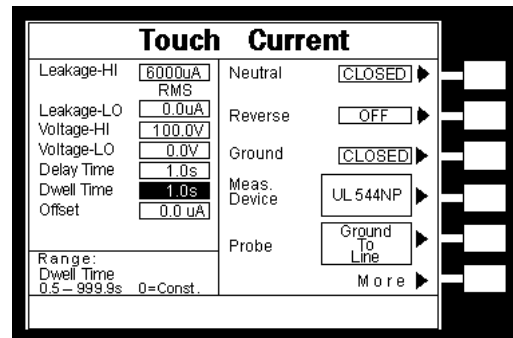 Touch Current
Leakage-HI 6000uA
RMS
Leakage-LO 0.0uA
Voltage-HI 100.0V
Voltage-LO 0.0V
Delay Time 1.0s
Dwell Time 1.0s
Offset 0.0 uA
Range:
Dwell Time
0.5 – 999.9s 0=Const.
Neutral CLOSED
Reverse OFF
Ground CLOSED
Meas.
Device UL544NP
Probe Ground
To
Line
More